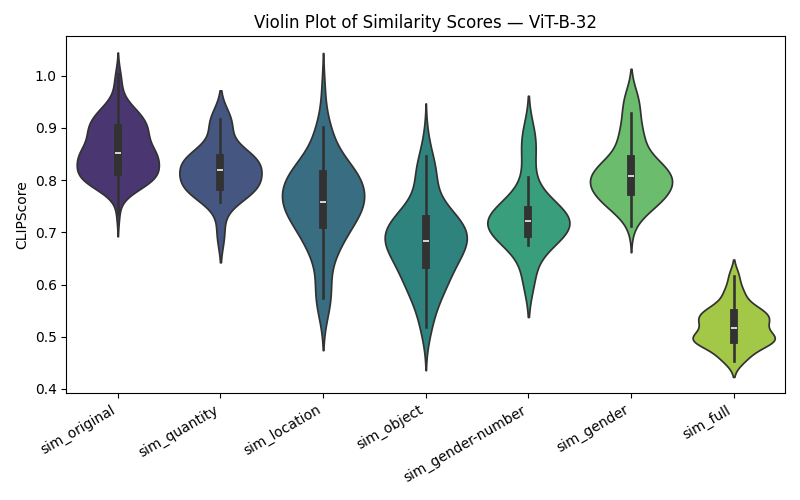 Violin Plot of Similarity Scores — ViT-B-32
CLIPScore
1.0
0.9
0.8
0.7
0.6
0.5
0.4
sim_original
sim_quantity
sim_location
sim_object
sim_gender-number
sim_gender
sim_full